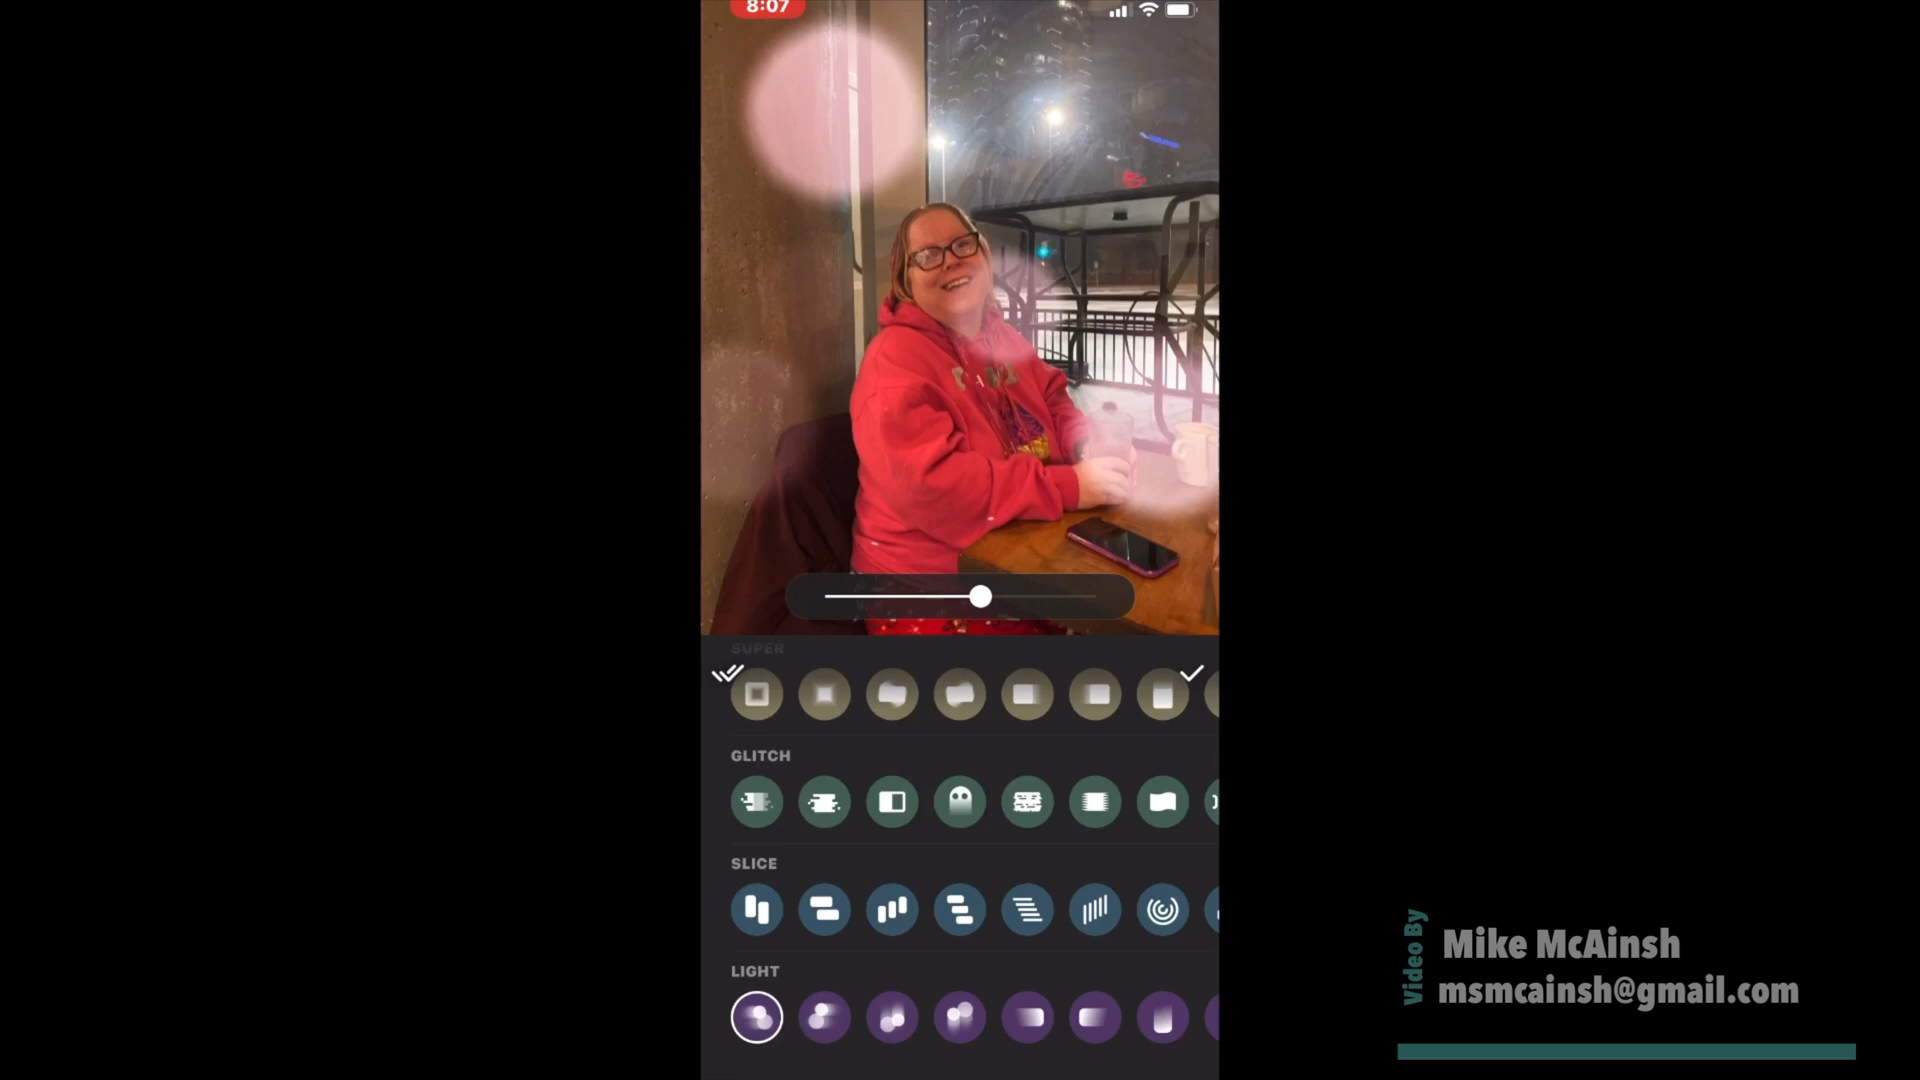 8:07
SUPER
GLITCH
SLICE
LIGHT
Video By
Mike McAinsh
msmcainsh@gmail.com